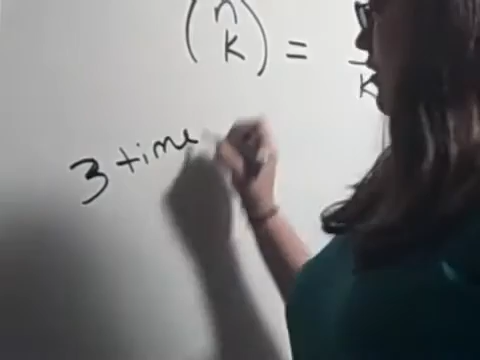 (n K) = K
3 time